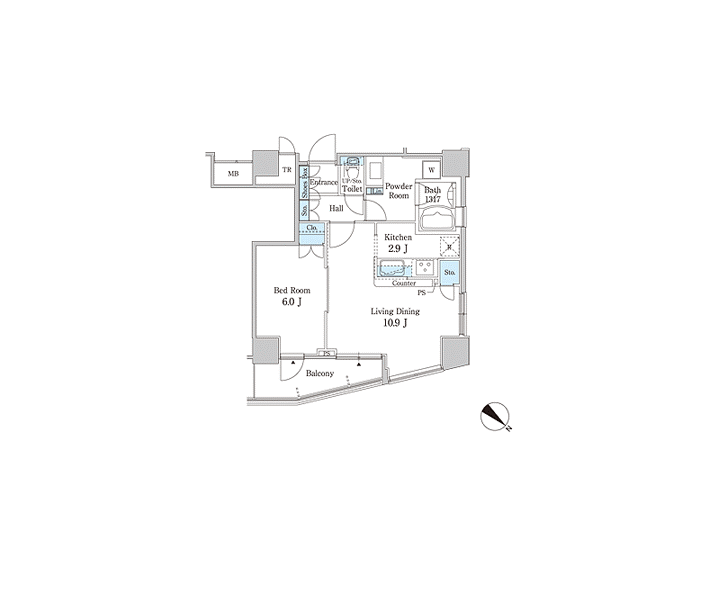 MB
TR
Shoes Box
Sto.
Entrance
UP/Sto.
Toilet
Hall
Powder
Room
W
Bath
1317
Clo.
Kitchen
2.9 J
R
Sto.
Counter
PS
Bed Room
6.0 J
Living Dining
10.9 J
PS
Balcony
N